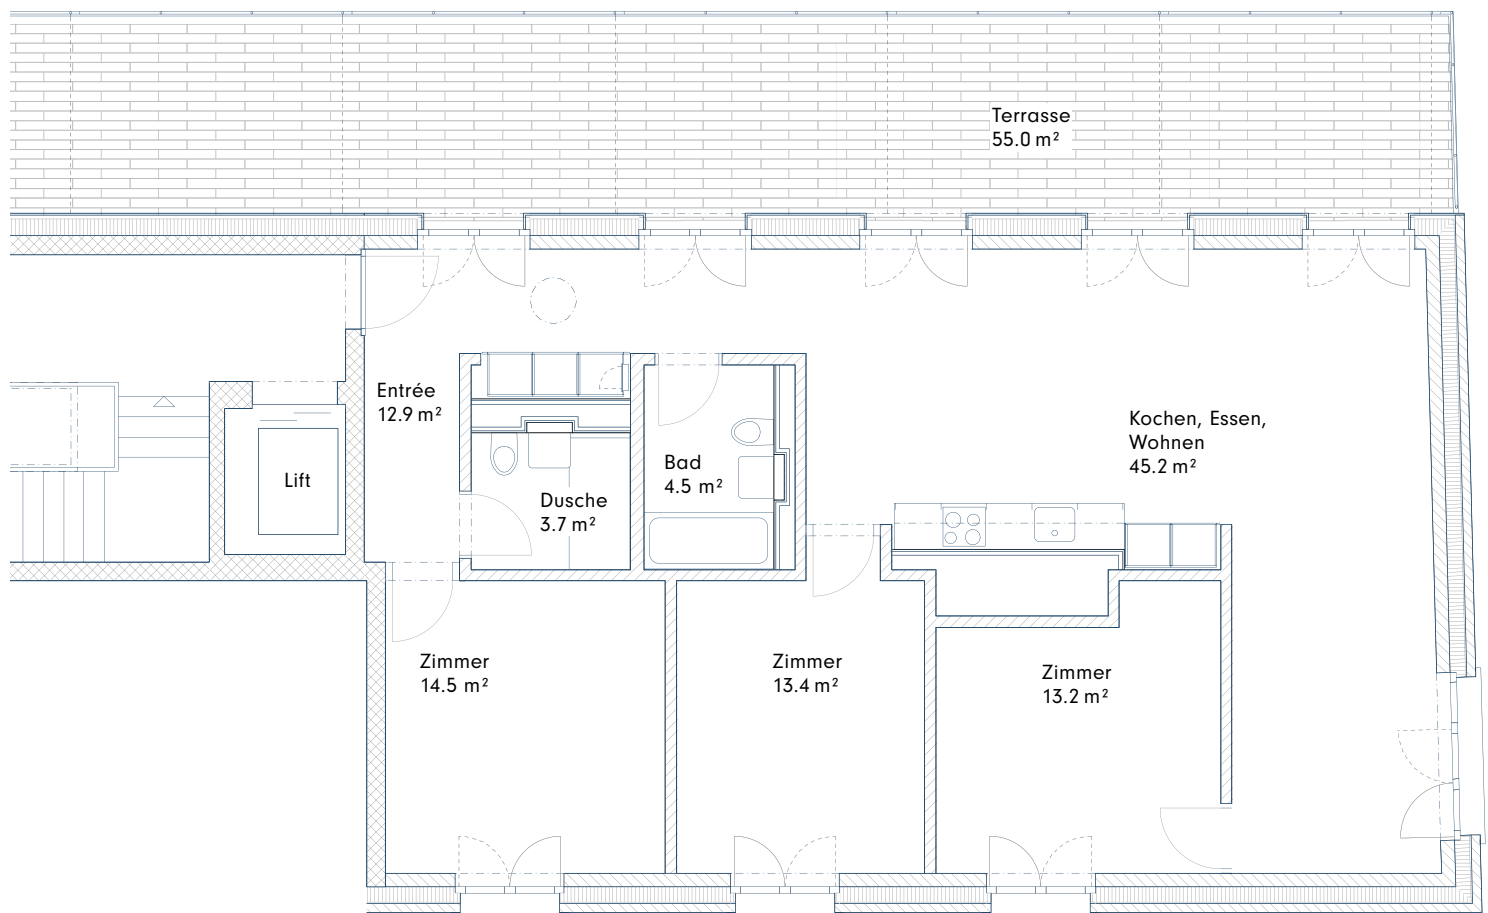 Terrasse
55.0 m²
Entrée
12.9 m²
Kochen, Essen,
Wohnen
45.2 m²
Lift
Bad
4.5 m²
Dusche
3.7 m²
Zimmer
14.5 m²
Zimmer
13.4 m²
Zimmer
13.2 m²